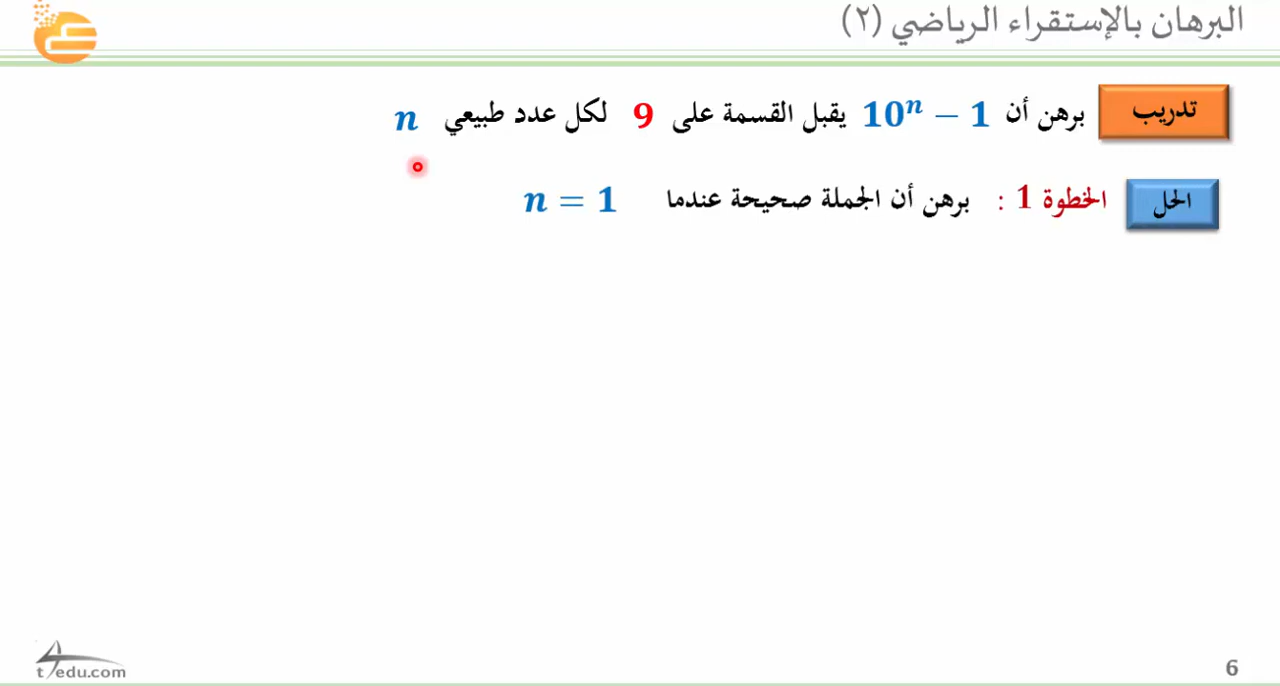 البرهان بالإستقراء الرياضي (٢)
تدريب برهن أن 10ⁿ − 1 يقبل القسمة على 9 لكل عدد طبيعي n
الحل الخطوة 1 : برهن أن الجملة صحيحة عندما n = 1
t4edu.com
6